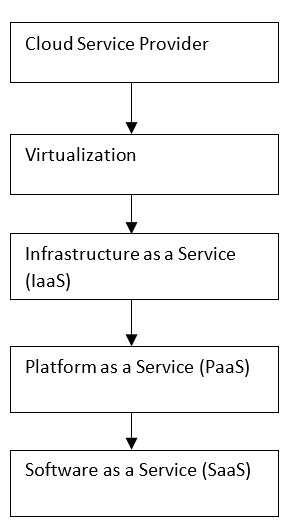 Cloud Service Provider
Virtualization
Infrastructure as a Service
(IaaS)
Platform as a Service (PaaS)
Software as a Service (SaaS)